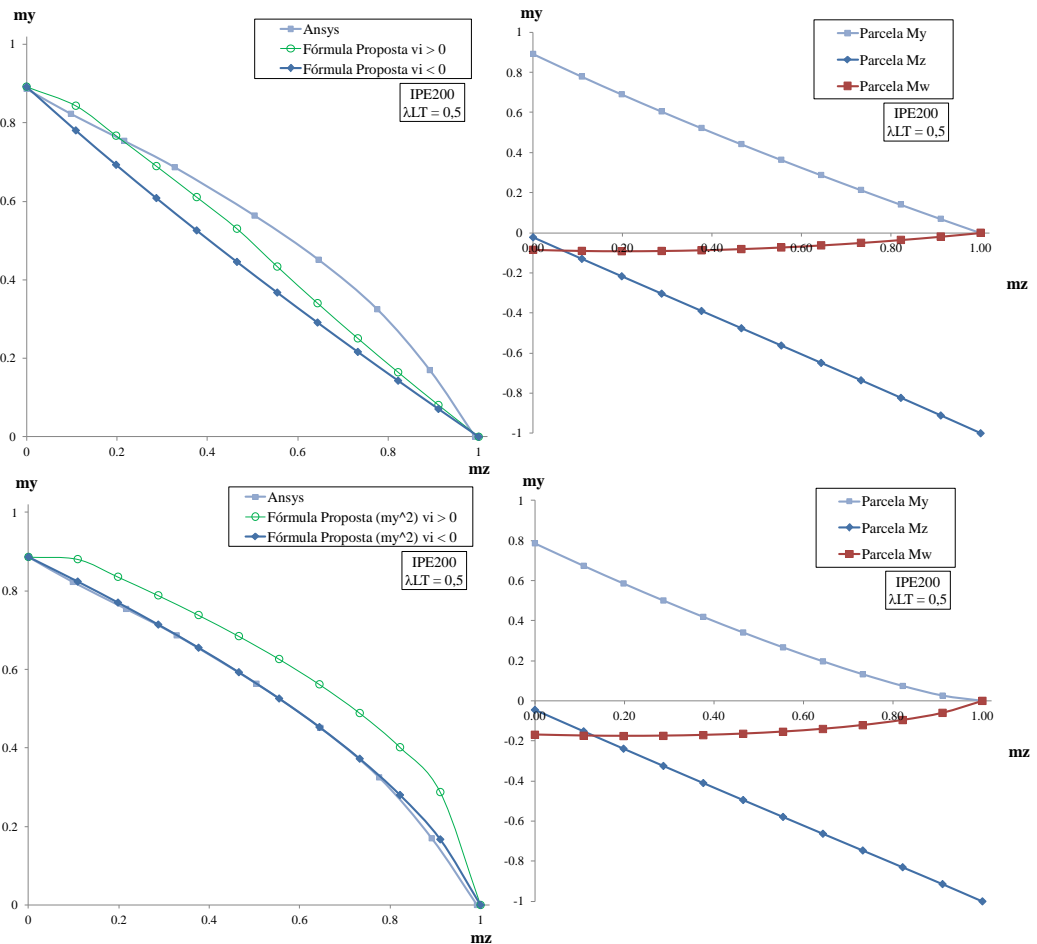 my
Ansys
Fórmula Proposta vi > 0
Fórmula Proposta vi < 0
IPE200
λLT = 0,5
1
0.8
0.6
0.4
0.2
0
0
0.2
0.4
0.6
0.8
1
mz
my
Parcela My
Parcela Mz
Parcela Mw
IPE200
λLT = 0,5
1
0.8
0.6
0.4
0.2
0
-0.2
-0.4
-0.6
-0.8
-1
0.00
0.20
0.40
0.60
0.80
1.00
mz
my
Ansys
Fórmula Proposta (my^2) vi > 0
Fórmula Proposta (my^2) vi < 0
IPE200
λLT = 0,5
1
0.8
0.6
0.4
0.2
0
0
0.2
0.4
0.6
0.8
1
mz
my
Parcela My
Parcela Mz
Parcela Mw
IPE200
λLT = 0,5
1
0.8
0.6
0.4
0.2
0
-0.2
-0.4
-0.6
-0.8
-1
0.00
0.20
0.40
0.60
0.80
1.00
mz